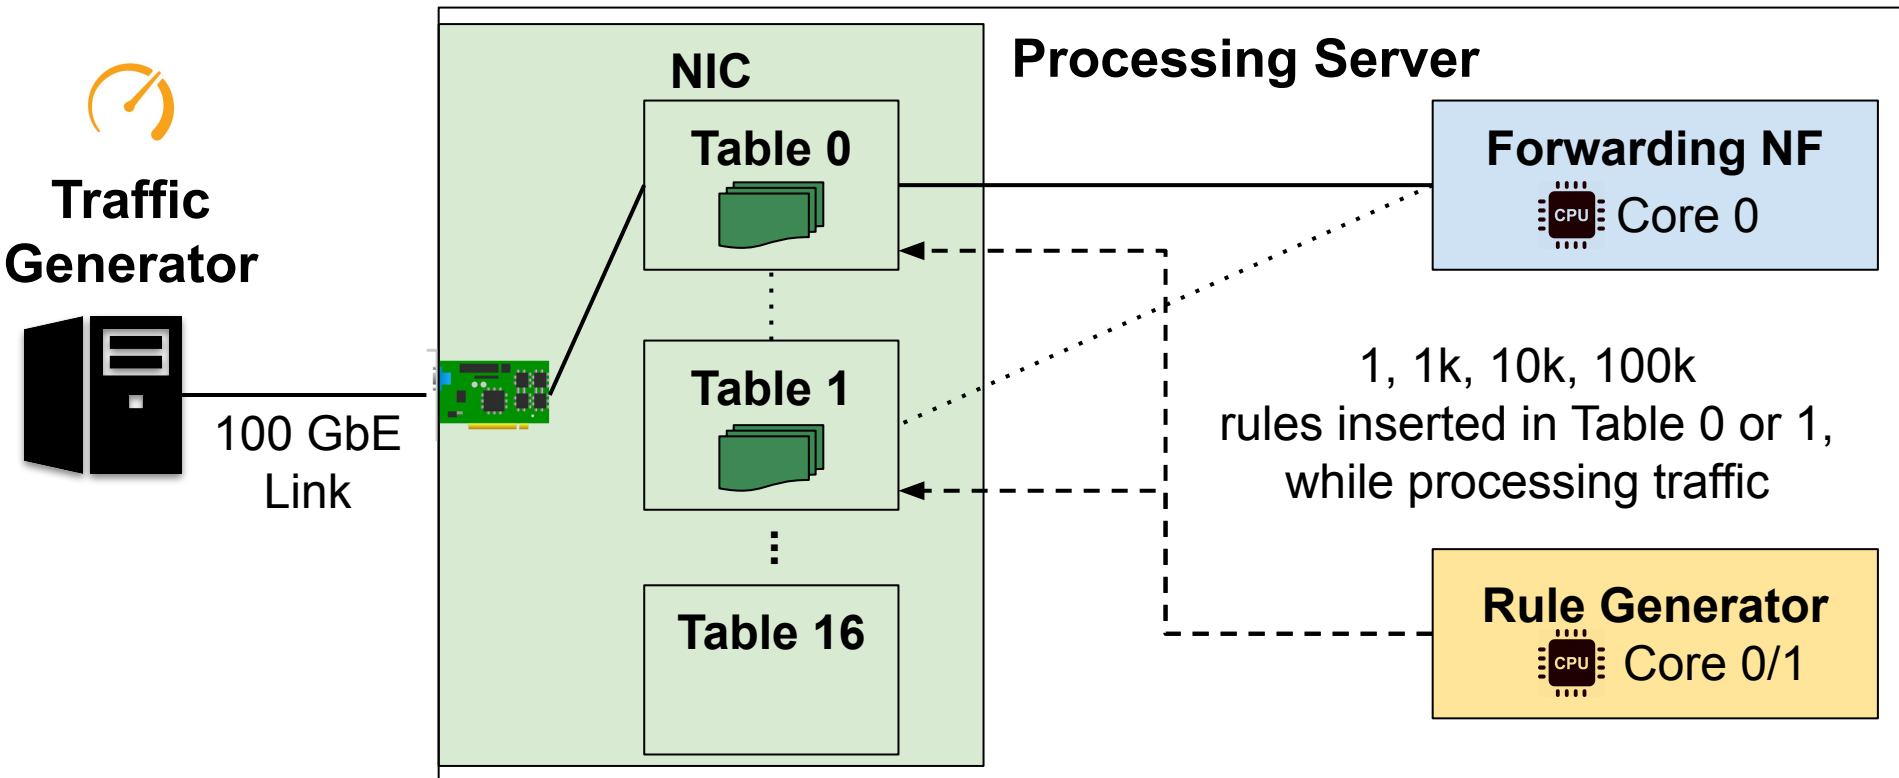 Processing Server
NIC
Traffic
Generator
100 GbE
Link
Table 0
Table 1
⋮
Table 16
Forwarding NF
CPU Core 0
1, 1k, 10k, 100k
rules inserted in Table 0 or 1,
while processing traffic
Rule Generator
CPU Core 0/1